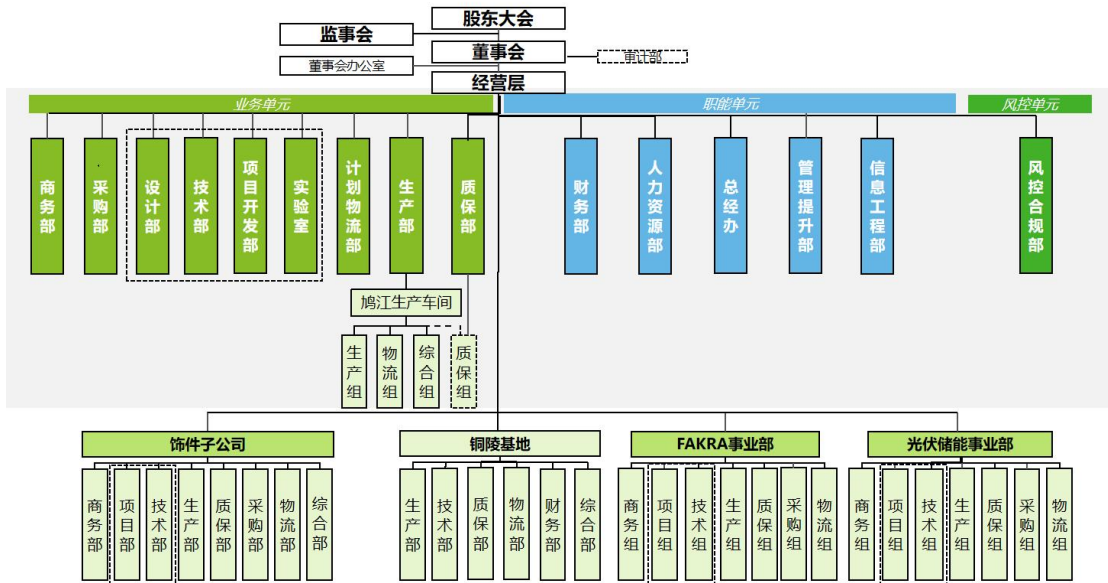 股东大会
监事会
董事会
审计部
董事会办公室
经营层
业务单元
职能单元
风控单元
商务部
采购部
设计部
技术部
项目开发部
实验室
计划物流部
生产部
质保部
财务部
人力资源部
总经办
管理提升部
信息工程部
风控合规部
鸠江生产车间
生产组
物流组
综合组
质保组
饰件子公司
铜陵基地
FAKRA事业部
光伏储能事业部
商务部
项目部
技术部
生产部
质保部
采购部
物流部
综合部
生产部
技术部
质保部
物流部
财务部
综合部
商务组
项目组
技术组
生产组
质保组
采购组
物流组
商务组
项目组
技术组
生产组
质保组
采购组
物流组